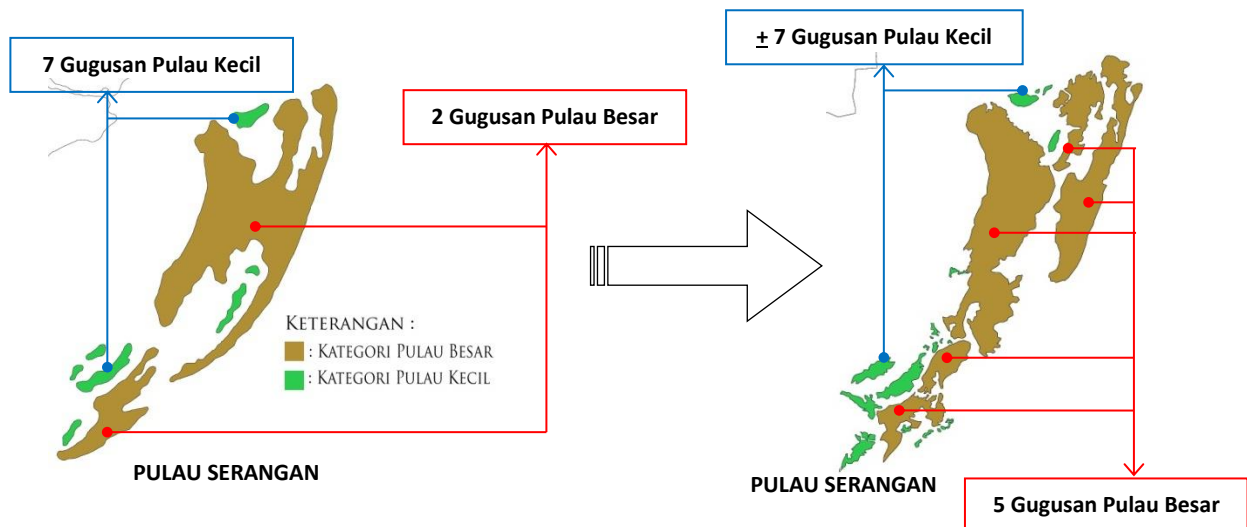 7 Gugusan Pulau Kecil
2 Gugusan Pulau Besar
KETERANGAN :
: KATEGORI PULAU BESAR
: KATEGORI PULAU KECIL
PULAU SERANGAN
± 7 Gugusan Pulau Kecil
PULAU SERANGAN
5 Gugusan Pulau Besar